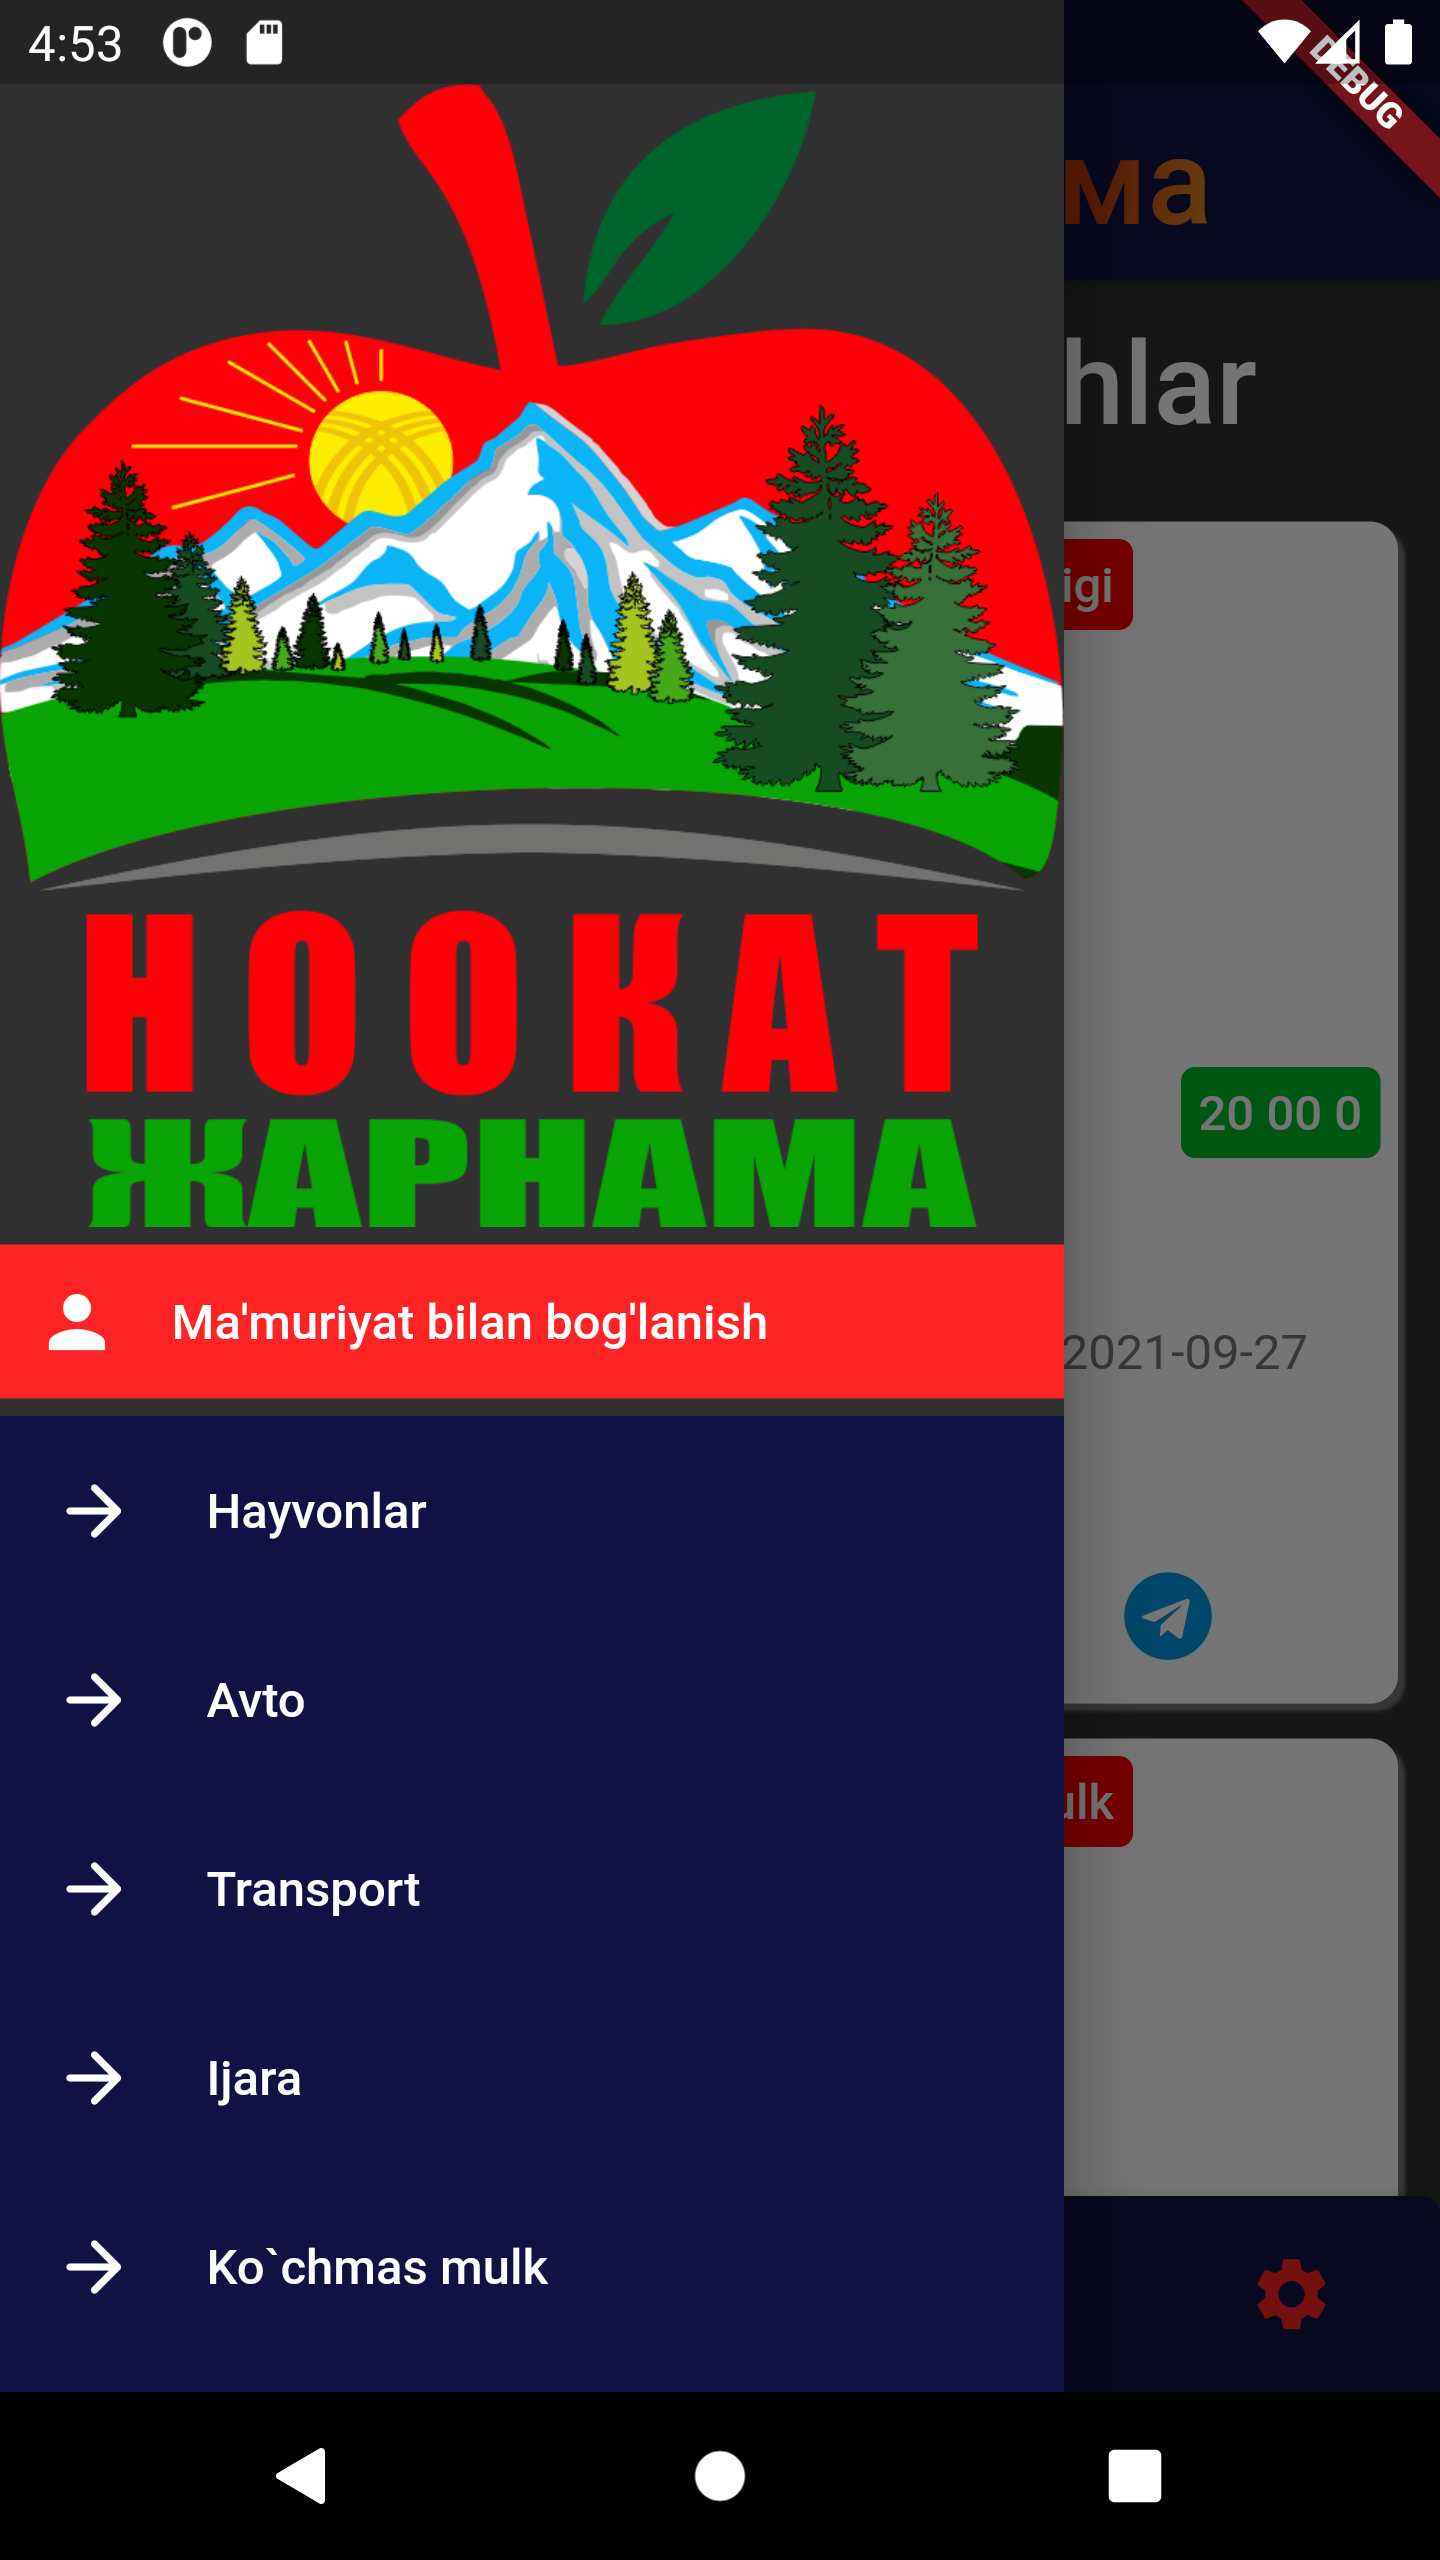 4:53
DEBUG
ма
hlar
igi
НООКАТ
20 00 0
ЖАРНАМА
Ma'muriyat bilan bog'lanish
2021-09-27
Hayvonlar
Avto
Transport
ulk
Ijara
Ko`chmas mulk